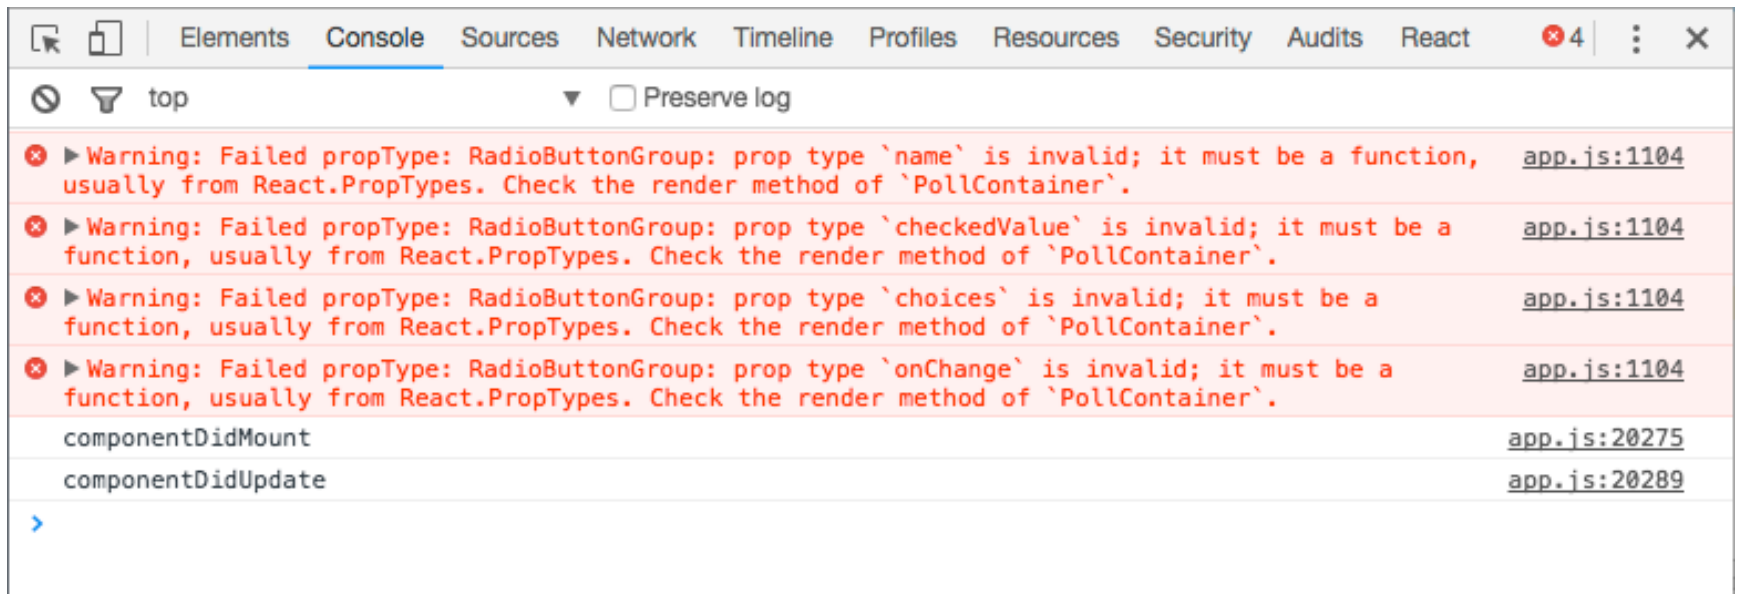 Elements Console Sources Network Timeline Profiles Resources Security Audits React 4
top Preserve log
Warning: Failed propType: RadioButtonGroup: prop type `name` is invalid; it must be a function, app.js:1104
usually from React.PropTypes. Check the render method of `PollContainer`.
Warning: Failed propType: RadioButtonGroup: prop type `checkedValue` is invalid; it must be a app.js:1104
function, usually from React.PropTypes. Check the render method of `PollContainer`.
Warning: Failed propType: RadioButtonGroup: prop type `choices` is invalid; it must be a app.js:1104
function, usually from React.PropTypes. Check the render method of `PollContainer`.
Warning: Failed propType: RadioButtonGroup: prop type `onChange` is invalid; it must be a app.js:1104
function, usually from React.PropTypes. Check the render method of `PollContainer`.
componentDidMount app.js:20275
componentDidUpdate app.js:20289